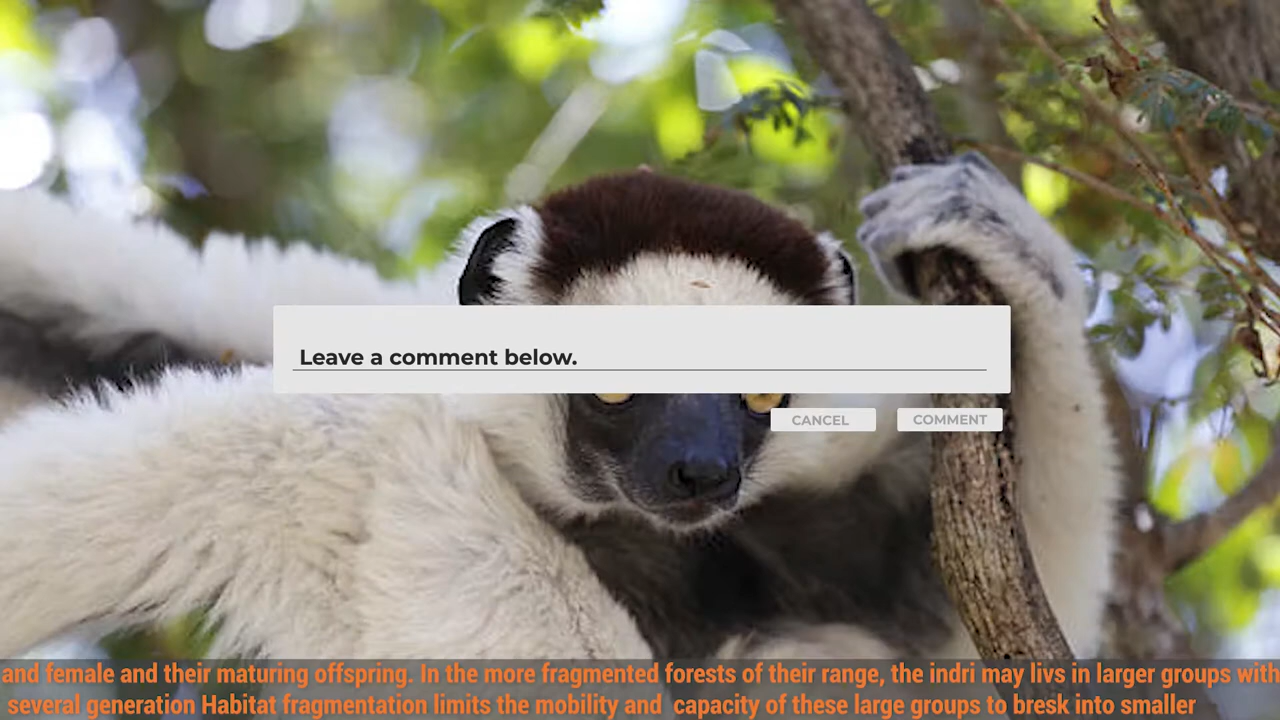 Leave a comment below.
CANCEL COMMENT
and female and their maturing offspring. In the more fragmented forests of their range, the indri may livs in larger groups with
several generation Habitat fragmentation limits the mobility and capacity of these large groups to bresk into smaller